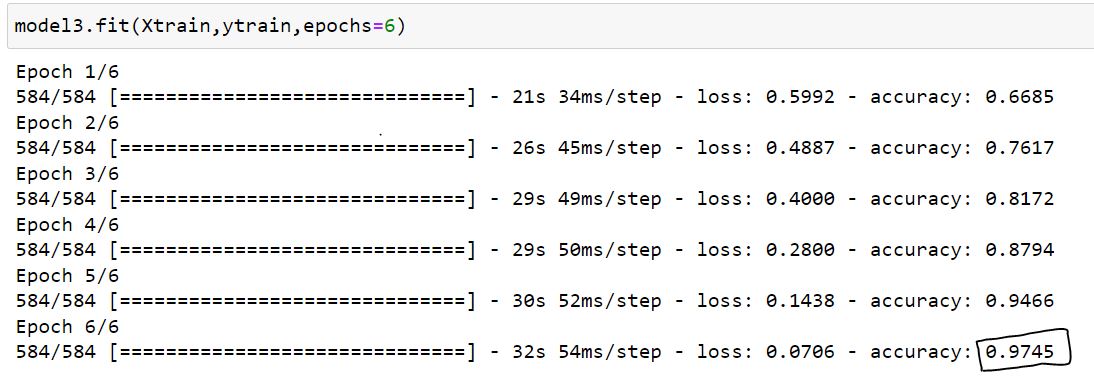 model3.fit(Xtrain,ytrain,epochs=6)
Epoch 1/6
584/584 [==============================] - 21s 34ms/step - loss: 0.5992 - accuracy: 0.6685
Epoch 2/6
584/584 [==============================] - 26s 45ms/step - loss: 0.4887 - accuracy: 0.7617
Epoch 3/6
584/584 [==============================] - 29s 49ms/step - loss: 0.4000 - accuracy: 0.8172
Epoch 4/6
584/584 [==============================] - 29s 50ms/step - loss: 0.2800 - accuracy: 0.8794
Epoch 5/6
584/584 [==============================] - 30s 52ms/step - loss: 0.1438 - accuracy: 0.9466
Epoch 6/6
584/584 [==============================] - 32s 54ms/step - loss: 0.0706 - accuracy: 0.9745